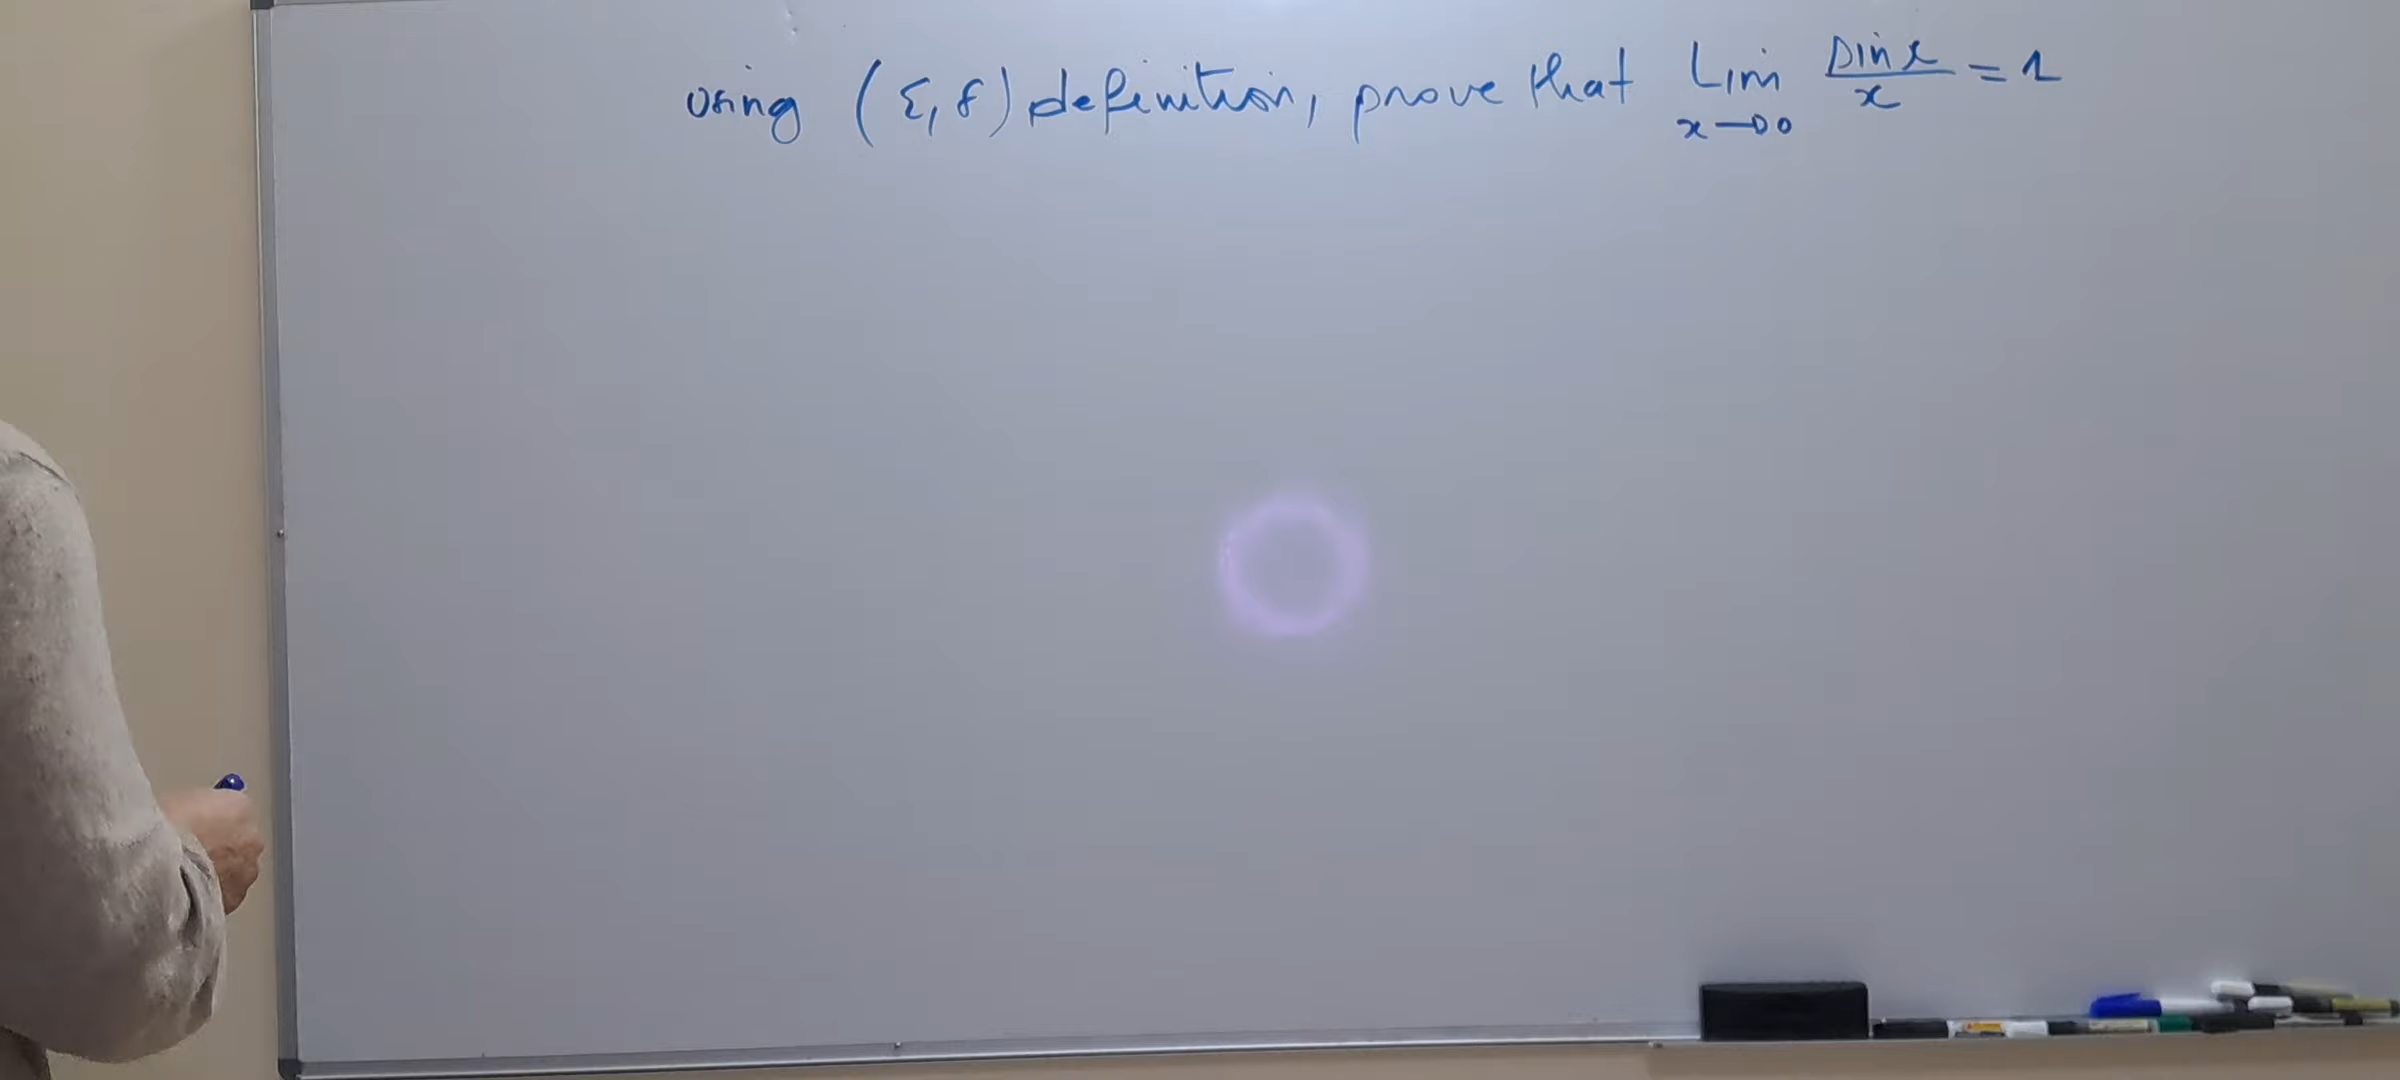 using (ε, δ) definition, prove that Lim x→0 sin x / x = 1